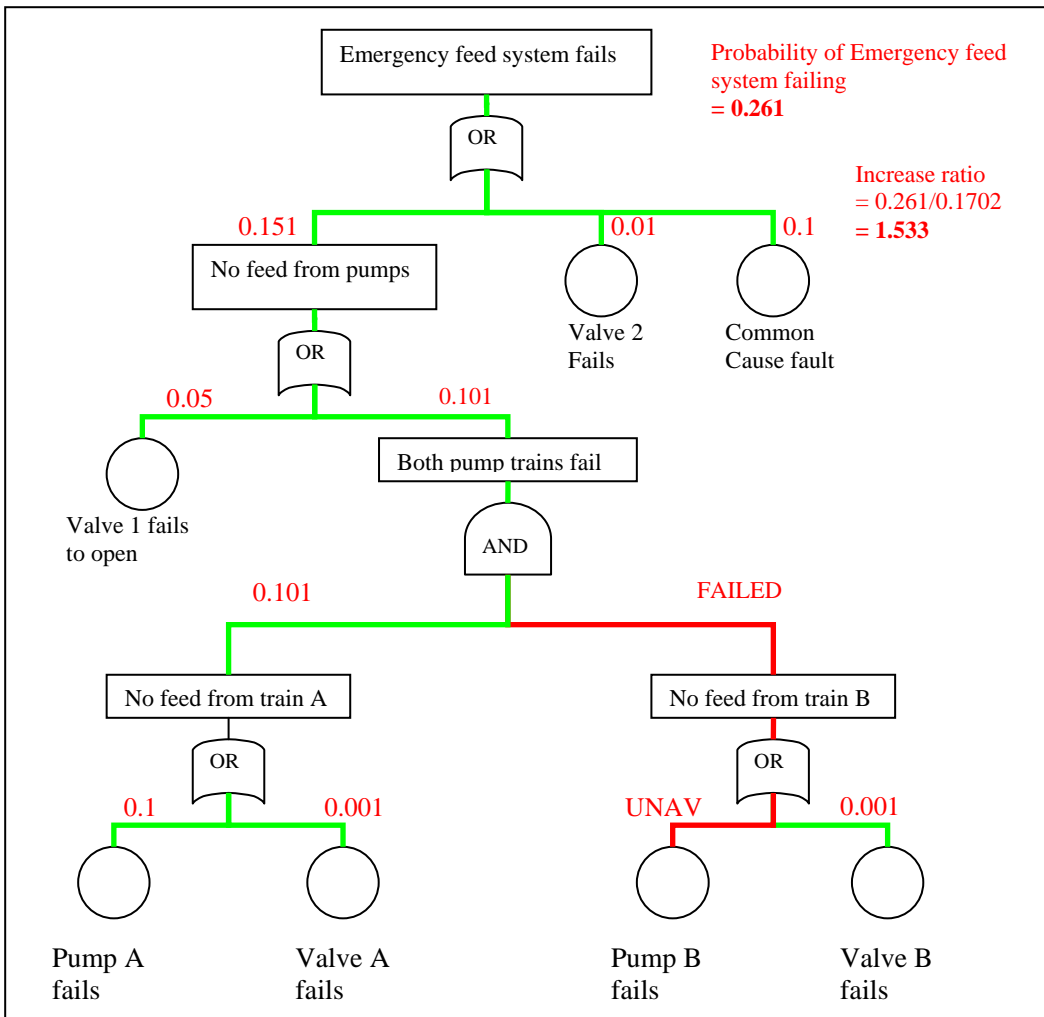 Emergency feed system fails
Probability of Emergency feed
system failing
= 0.261
OR
Increase ratio
= 0.261/0.1702
= 1.533
0.151
0.01
0.1
No feed from pumps
Valve 2
Fails
Common
Cause fault
OR
0.05
0.101
Both pump trains fail
Valve 1 fails
to open
AND
0.101
FAILED
No feed from train A
No feed from train B
OR
OR
0.1
0.001
UNAV
0.001
Pump A
fails
Valve A
fails
Pump B
fails
Valve B
fails